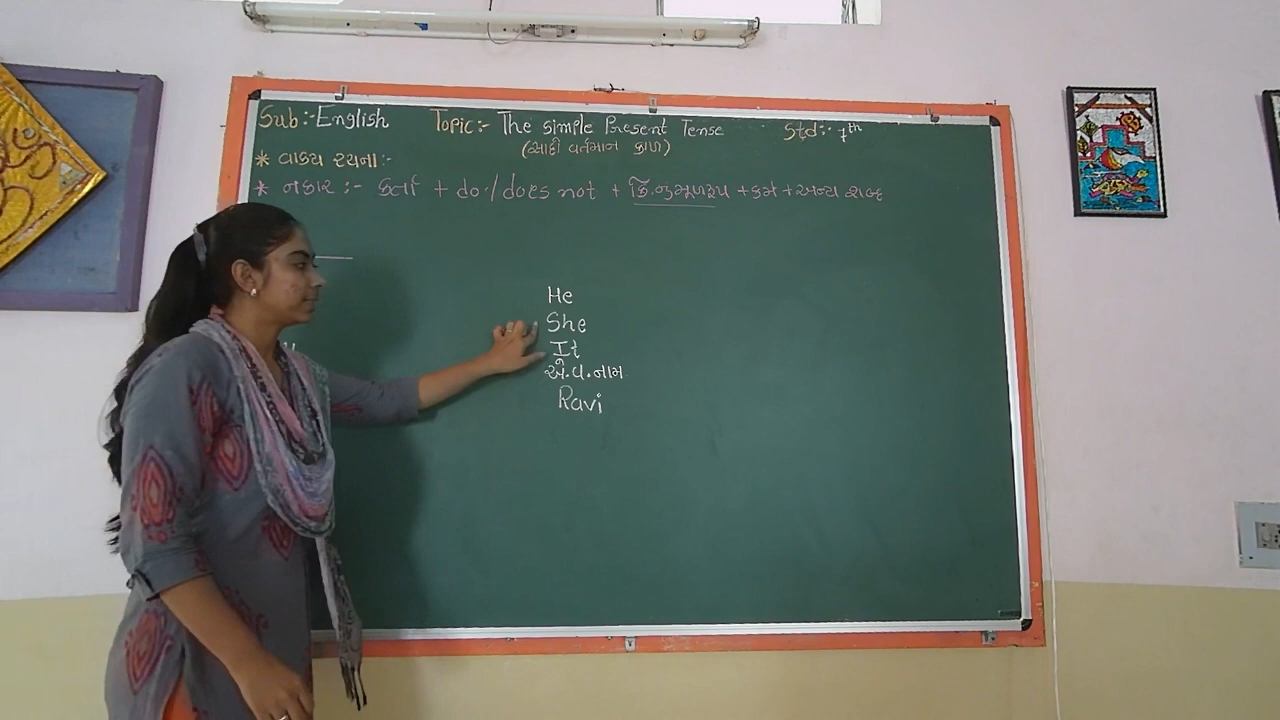 Sub:- English Topic:- The Simple Present Tense Std:- 7th
(સાદો વર્તમાન કાળ)
* વાક્ય રચના:-
* નકાર:- કર્તા + do/does not + ક્રિ.નું મૂળરૂપ + કર્મ + અન્ય શબ્દ
He
She
It
એ.વ.નામ
Ravi